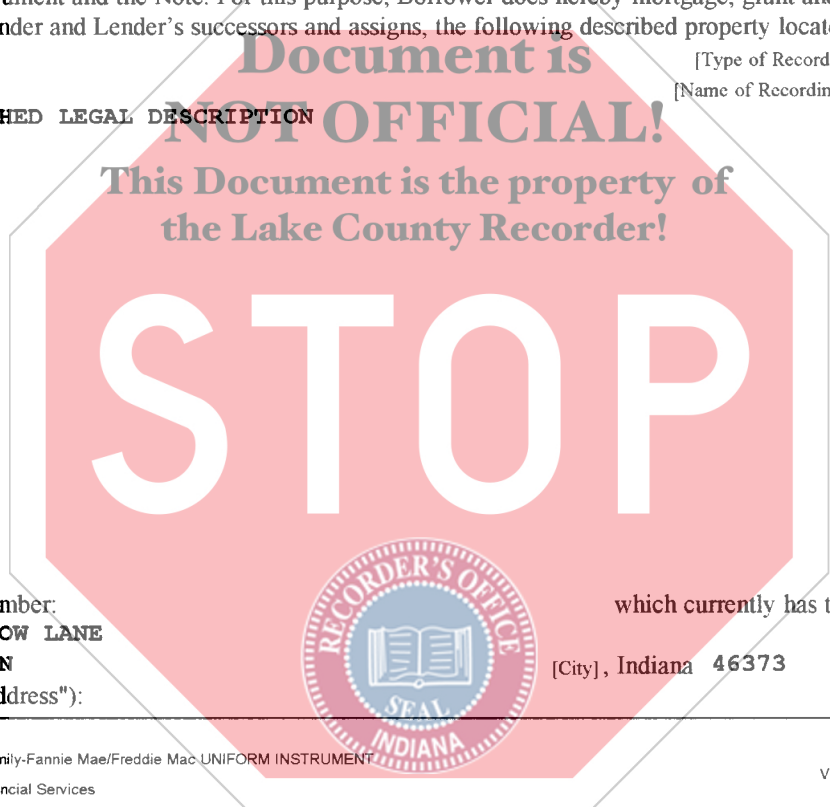 ument and the Note. For this purpose, Borrower does hereby mortgage, grant and
nder and Lender's successors and assigns, the following described property locate
Document is
[Type of Record
[Name of Recordin
HED LEGAL DESCRIPTION
NOT OFFICIAL!
This Document is the property of
the Lake County Recorder!
STOP
RECORDER'S OFFICE
SEAL
INDIANA
mber:
which currently has t
OW LANE
N
[City], Indiana 46373
ddress"):
mily-Fannie Mae/Freddie Mac UNIFORM INSTRUMENT
V
ncial Services